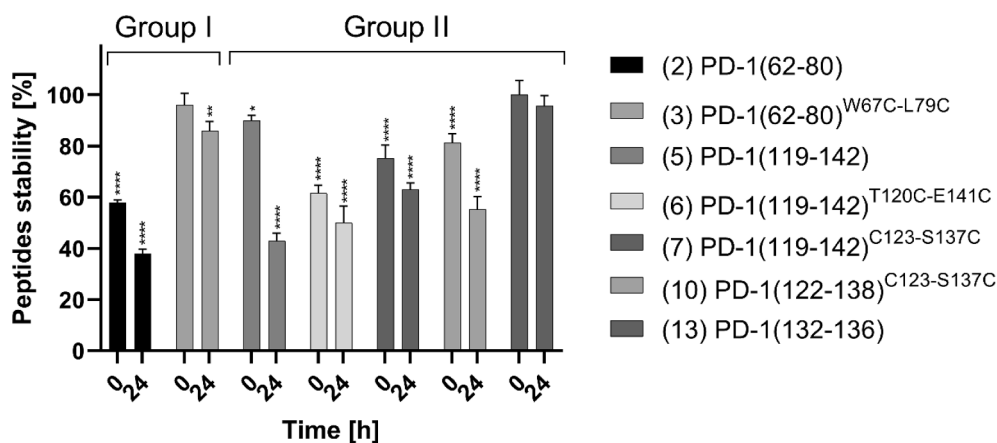 Group I Group II
Peptides stability [%]
100
80
60
40
20
0
**** **** ** * **** **** **** **** **** **** ****
0 24 0 24 0 24 0 24 0 24 0 24 0 24
Time [h]
(2) PD-1(62-80)
(3) PD-1(62-80)W67C-L79C
(5) PD-1(119-142)
(6) PD-1(119-142)T120C-E141C
(7) PD-1(119-142)C123-S137C
(10) PD-1(122-138)C123-S137C
(13) PD-1(132-136)